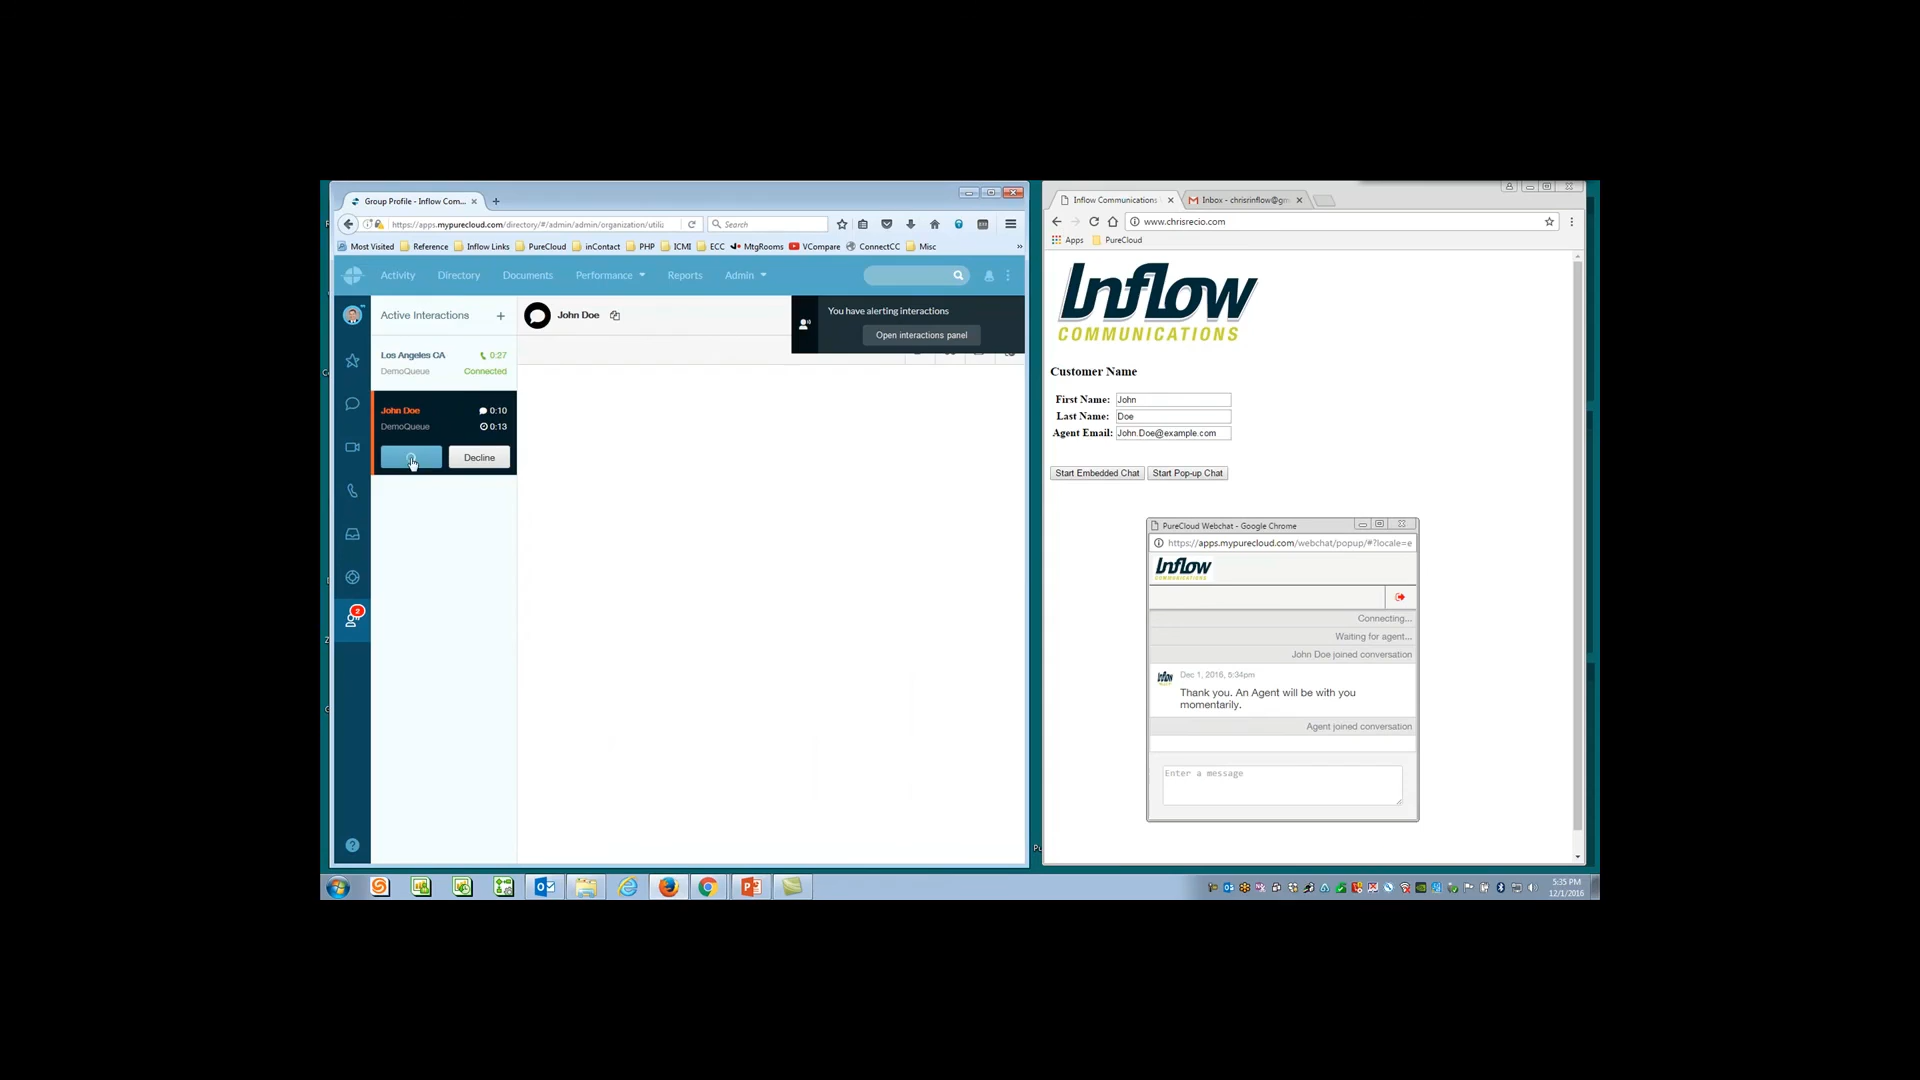 Group Profile - Inflow Com...
https://apps.mypurecloud.com/directory/#/admin/admin/organization/utiliz
Search
Most Visited Reference Inflow Links PureCloud inContact PHP ICMI ECC MtgRooms VCompare ConnectCC Misc »
Activity Directory Documents Performance Reports Admin
Active Interactions +
Los Angeles CA 0:27
DemoQueue Connected
John Doe 0:10
DemoQueue 0:13
Decline
2
John Doe
You have alerting interactions
Open interactions panel
Inflow Communications
Inbox - chrisrinflow@gm
www.chrisrecio.com
Apps PureCloud
Inflow
COMMUNICATIONS
Customer Name
First Name: John
Last Name: Doe
Agent Email: John.Doe@example.com
Start Embedded Chat Start Pop-up Chat
PureCloud Webchat - Google Chrome
https://apps.mypurecloud.com/webchat/popup/#?locale=e
Inflow
COMMUNICATIONS
Connecting...
Waiting for agent...
John Doe joined conversation
Inflow
Dec 1, 2016, 5:34pm
Thank you. An Agent will be with you
momentarily.
Agent joined conversation
Enter a message
5:35 PM
12/1/2016